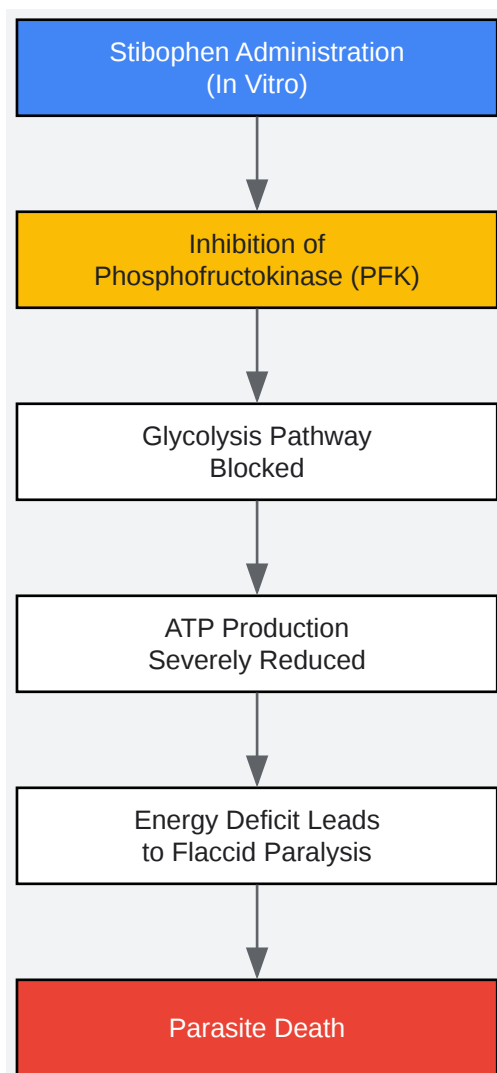 Stibophen Administration
(In Vitro)
Inhibition of
Phosphofructokinase (PFK)
Glycolysis Pathway
Blocked
ATP Production
Severely Reduced
Energy Deficit Leads
to Flaccid Paralysis
Parasite Death